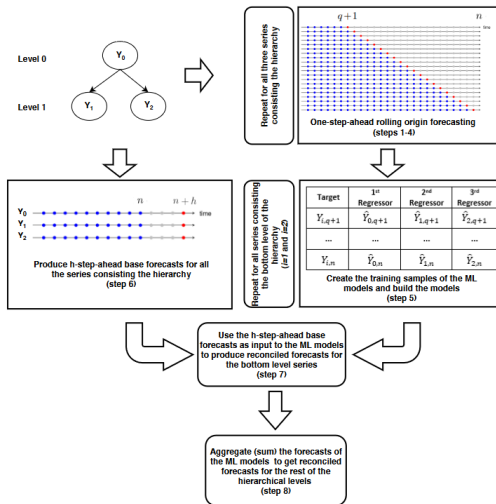 Level 0
Y0
Level 1
Y1
Y2
Repeat for all three series
consisting the hierarchy
q + 1
n
time
One-step-ahead rolling origin forecasting
(steps 1-4)
n
n + h
Y0
time
Y1
Y2
Produce h-step-ahead base forecasts for all
the series consisting the hierarchy
(step 6)
Repeat for all series consisting
the bottom level of the
hierarchy
(i=1 and i=2)
Target
1st
Regressor
2nd
Regressor
3rd
Regressor
Yi,q+1
Ŷ0,q+1
Ŷ1,q+1
Ŷ2,q+1
...
...
...
...
Yi,n
Ŷ0,n
Ŷ1,n
Ŷ2,n
Create the training samples of the ML
models and build the models
(step 5)
Use the h-step-ahead base
forecasts as input to the ML models
to produce reconciled forecasts for
the bottom level series
(step 7)
Aggregate (sum) the forecasts of
the ML models to get reconciled
forecasts for the rest of the
hierarchical levels
(step 8)